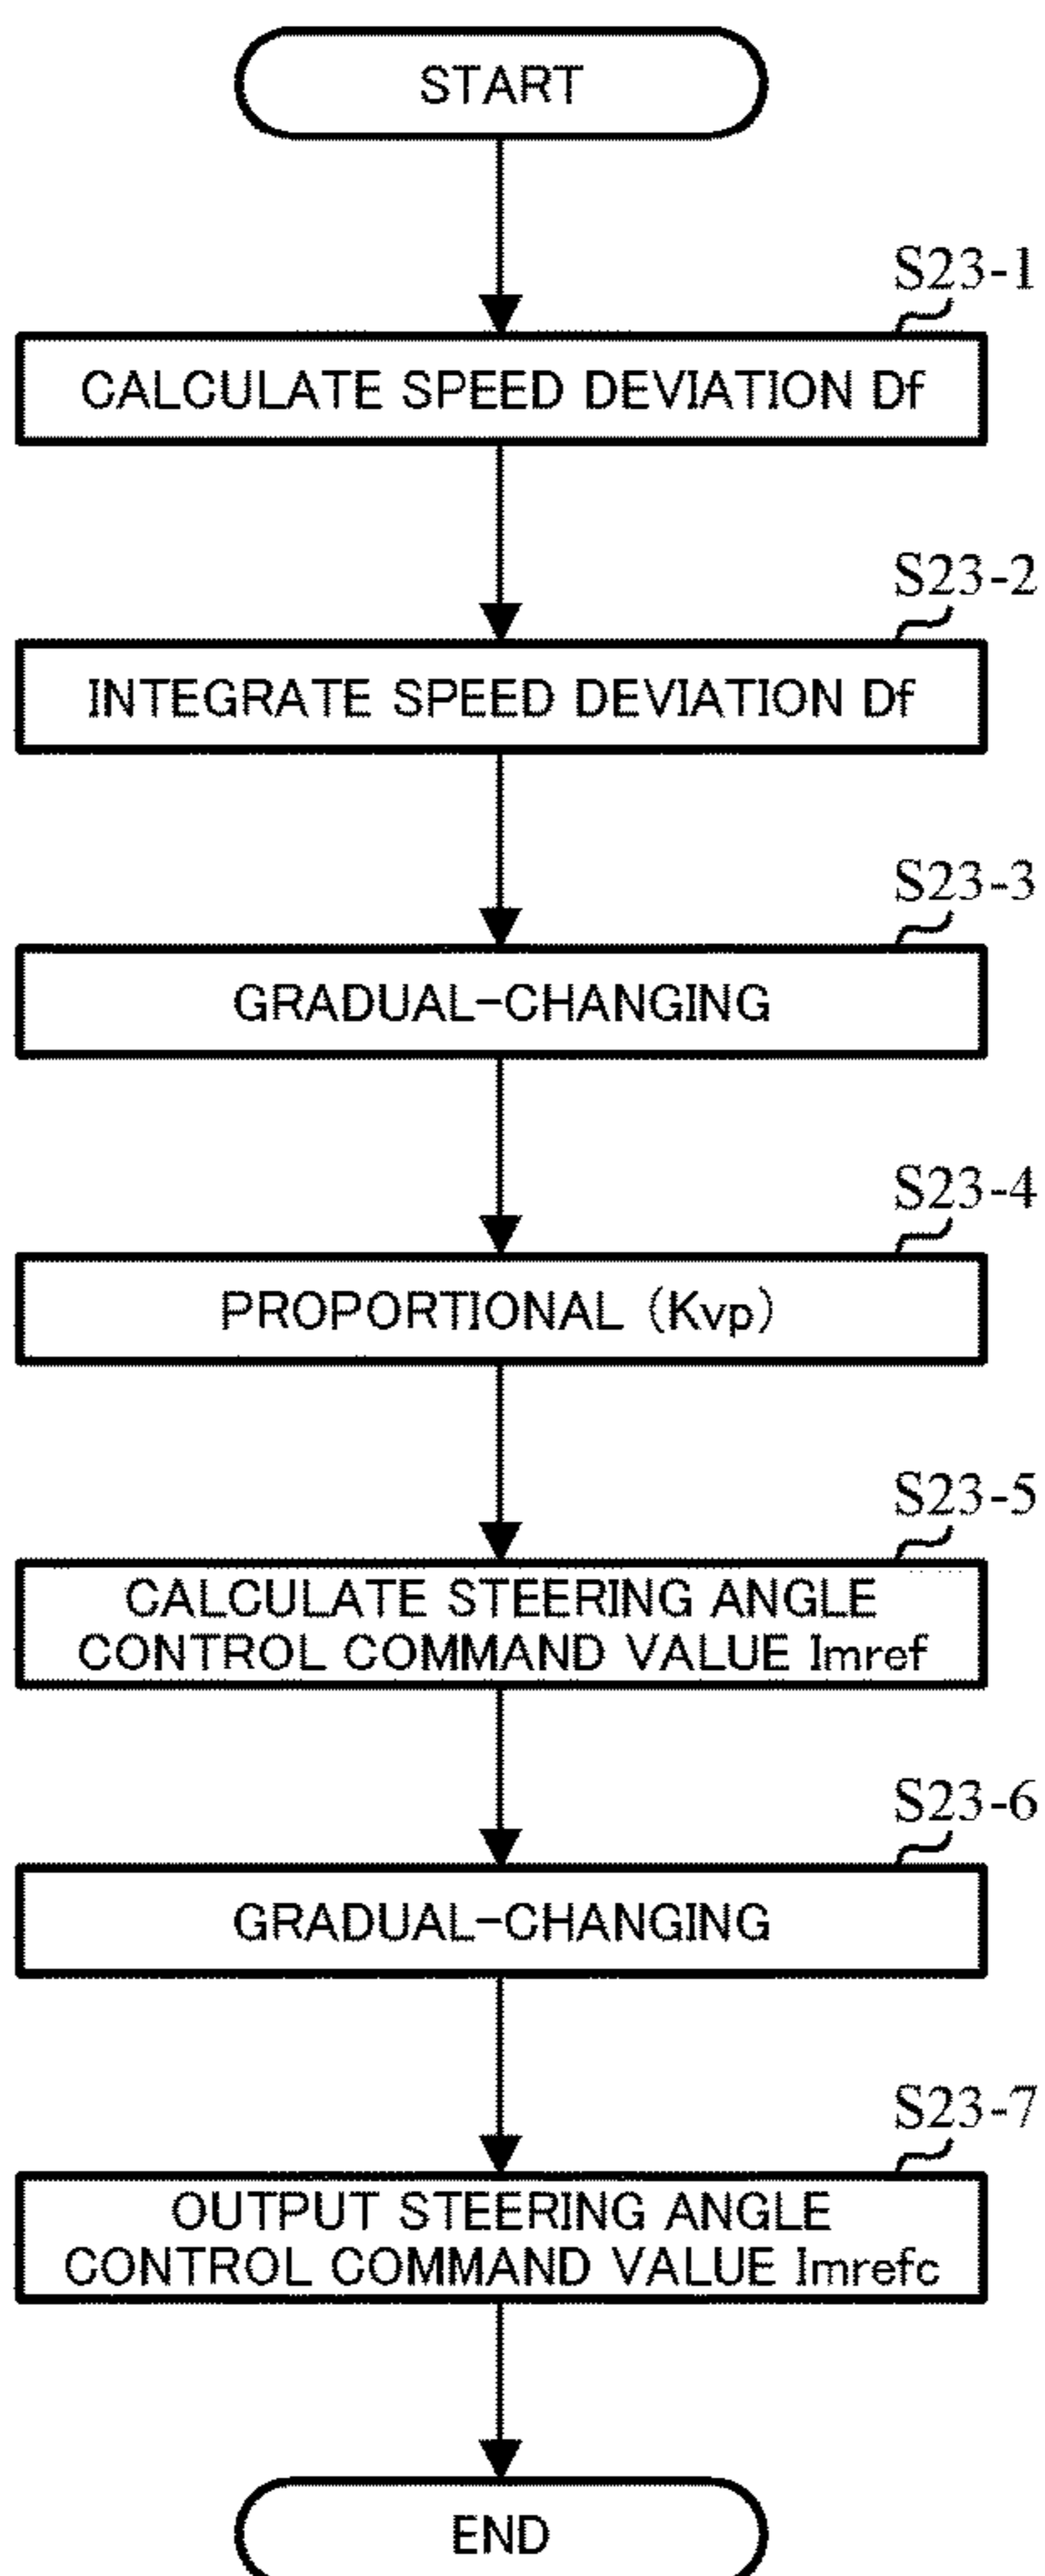 START
S23-1
CALCULATE SPEED DEVIATION Df
S23-2
INTEGRATE SPEED DEVIATION Df
S23-3
GRADUAL-CHANGING
S23-4
PROPORTIONAL (Kvp)
S23-5
CALCULATE STEERING ANGLE
CONTROL COMMAND VALUE Imref
S23-6
GRADUAL-CHANGING
S23-7
OUTPUT STEERING ANGLE
CONTROL COMMAND VALUE Imrefc
END